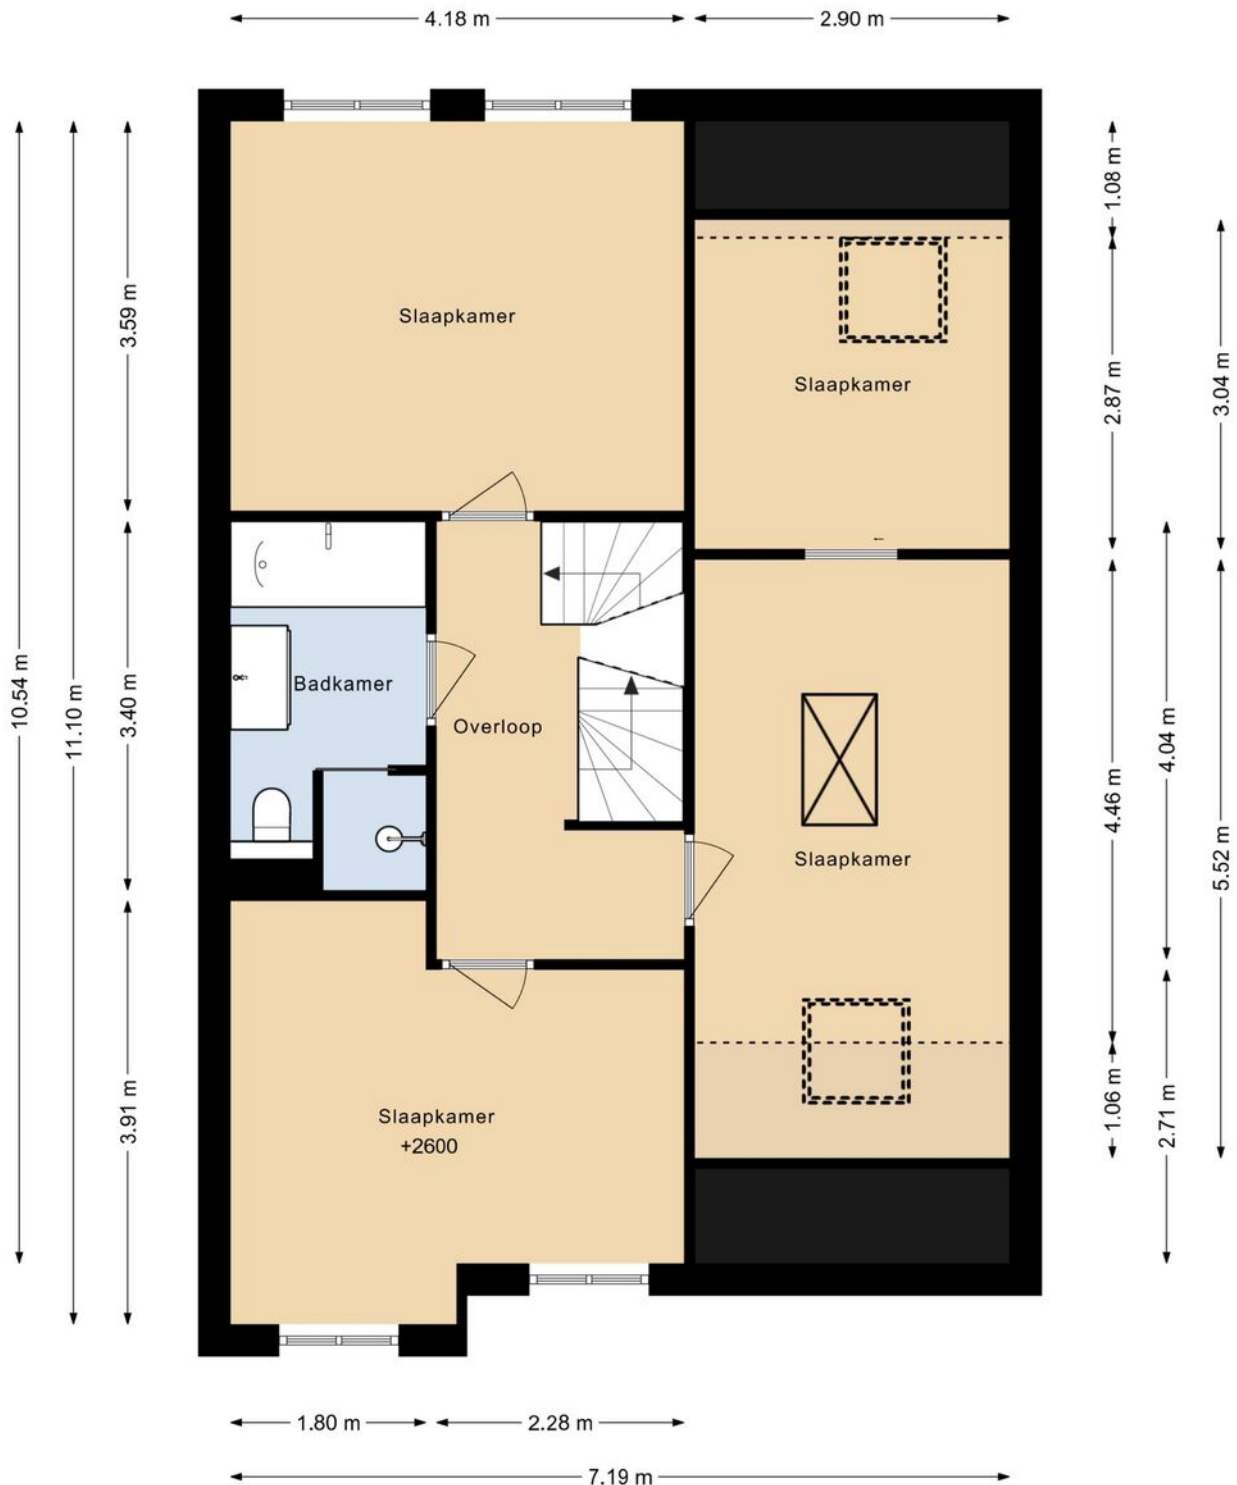 4.18 m
2.90 m
10.54 m
11.10 m
3.59 m
3.40 m
3.91 m
Slaapkamer
Slaapkamer
Badkamer
Overloop
Slaapkamer
Slaapkamer
+2600
1.08 m
2.87 m
4.46 m
1.06 m
4.04 m
2.71 m
3.04 m
5.52 m
1.80 m
2.28 m
7.19 m